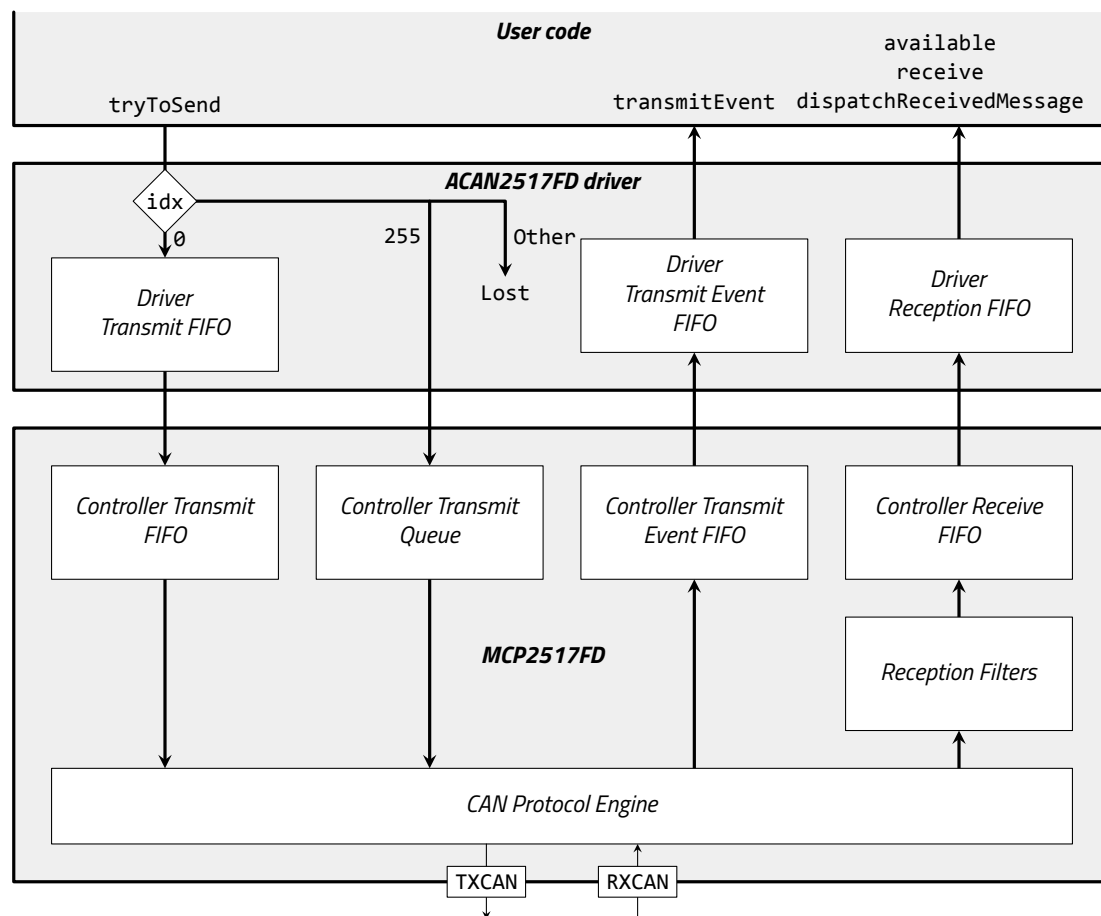 User code
available
receive
tryToSend
transmitEvent
dispatchReceivedMessage
ACAN2517FD driver
idx
0
255
Other
Lost
Driver
Transmit FIFO
Driver
Transmit Event
FIFO
Driver
Reception FIFO
Controller Transmit
FIFO
Controller Transmit
Queue
Controller Transmit
Event FIFO
Controller Receive
FIFO
MCP2517FD
Reception Filters
CAN Protocol Engine
TXCAN
RXCAN